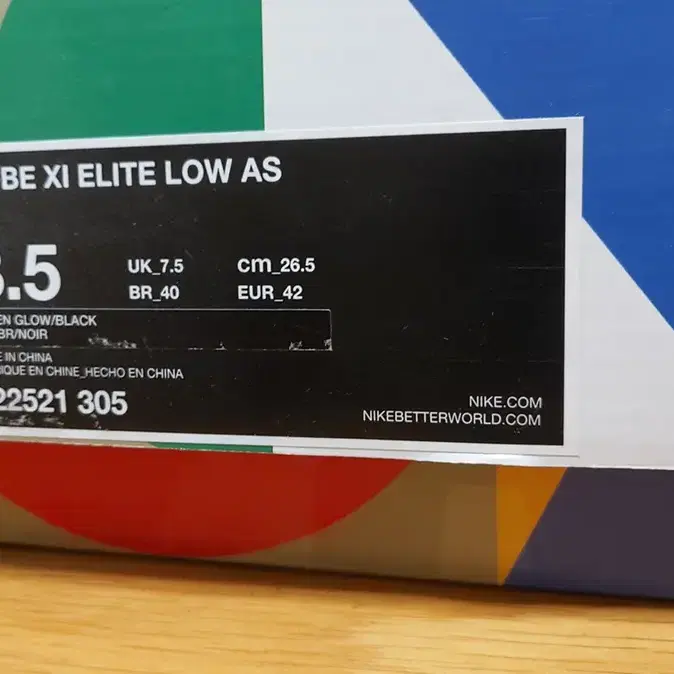 BE XI ELITE LOW AS
.5
UK_7.5 cm_26.5
BR_40 EUR_42
EN GLOW/BLACK
BR/NOIR
E IN CHINA
IQUE EN CHINE_HECHO EN CHINA
22521 305
NIKE.COM
NIKEBETTERWORLD.COM